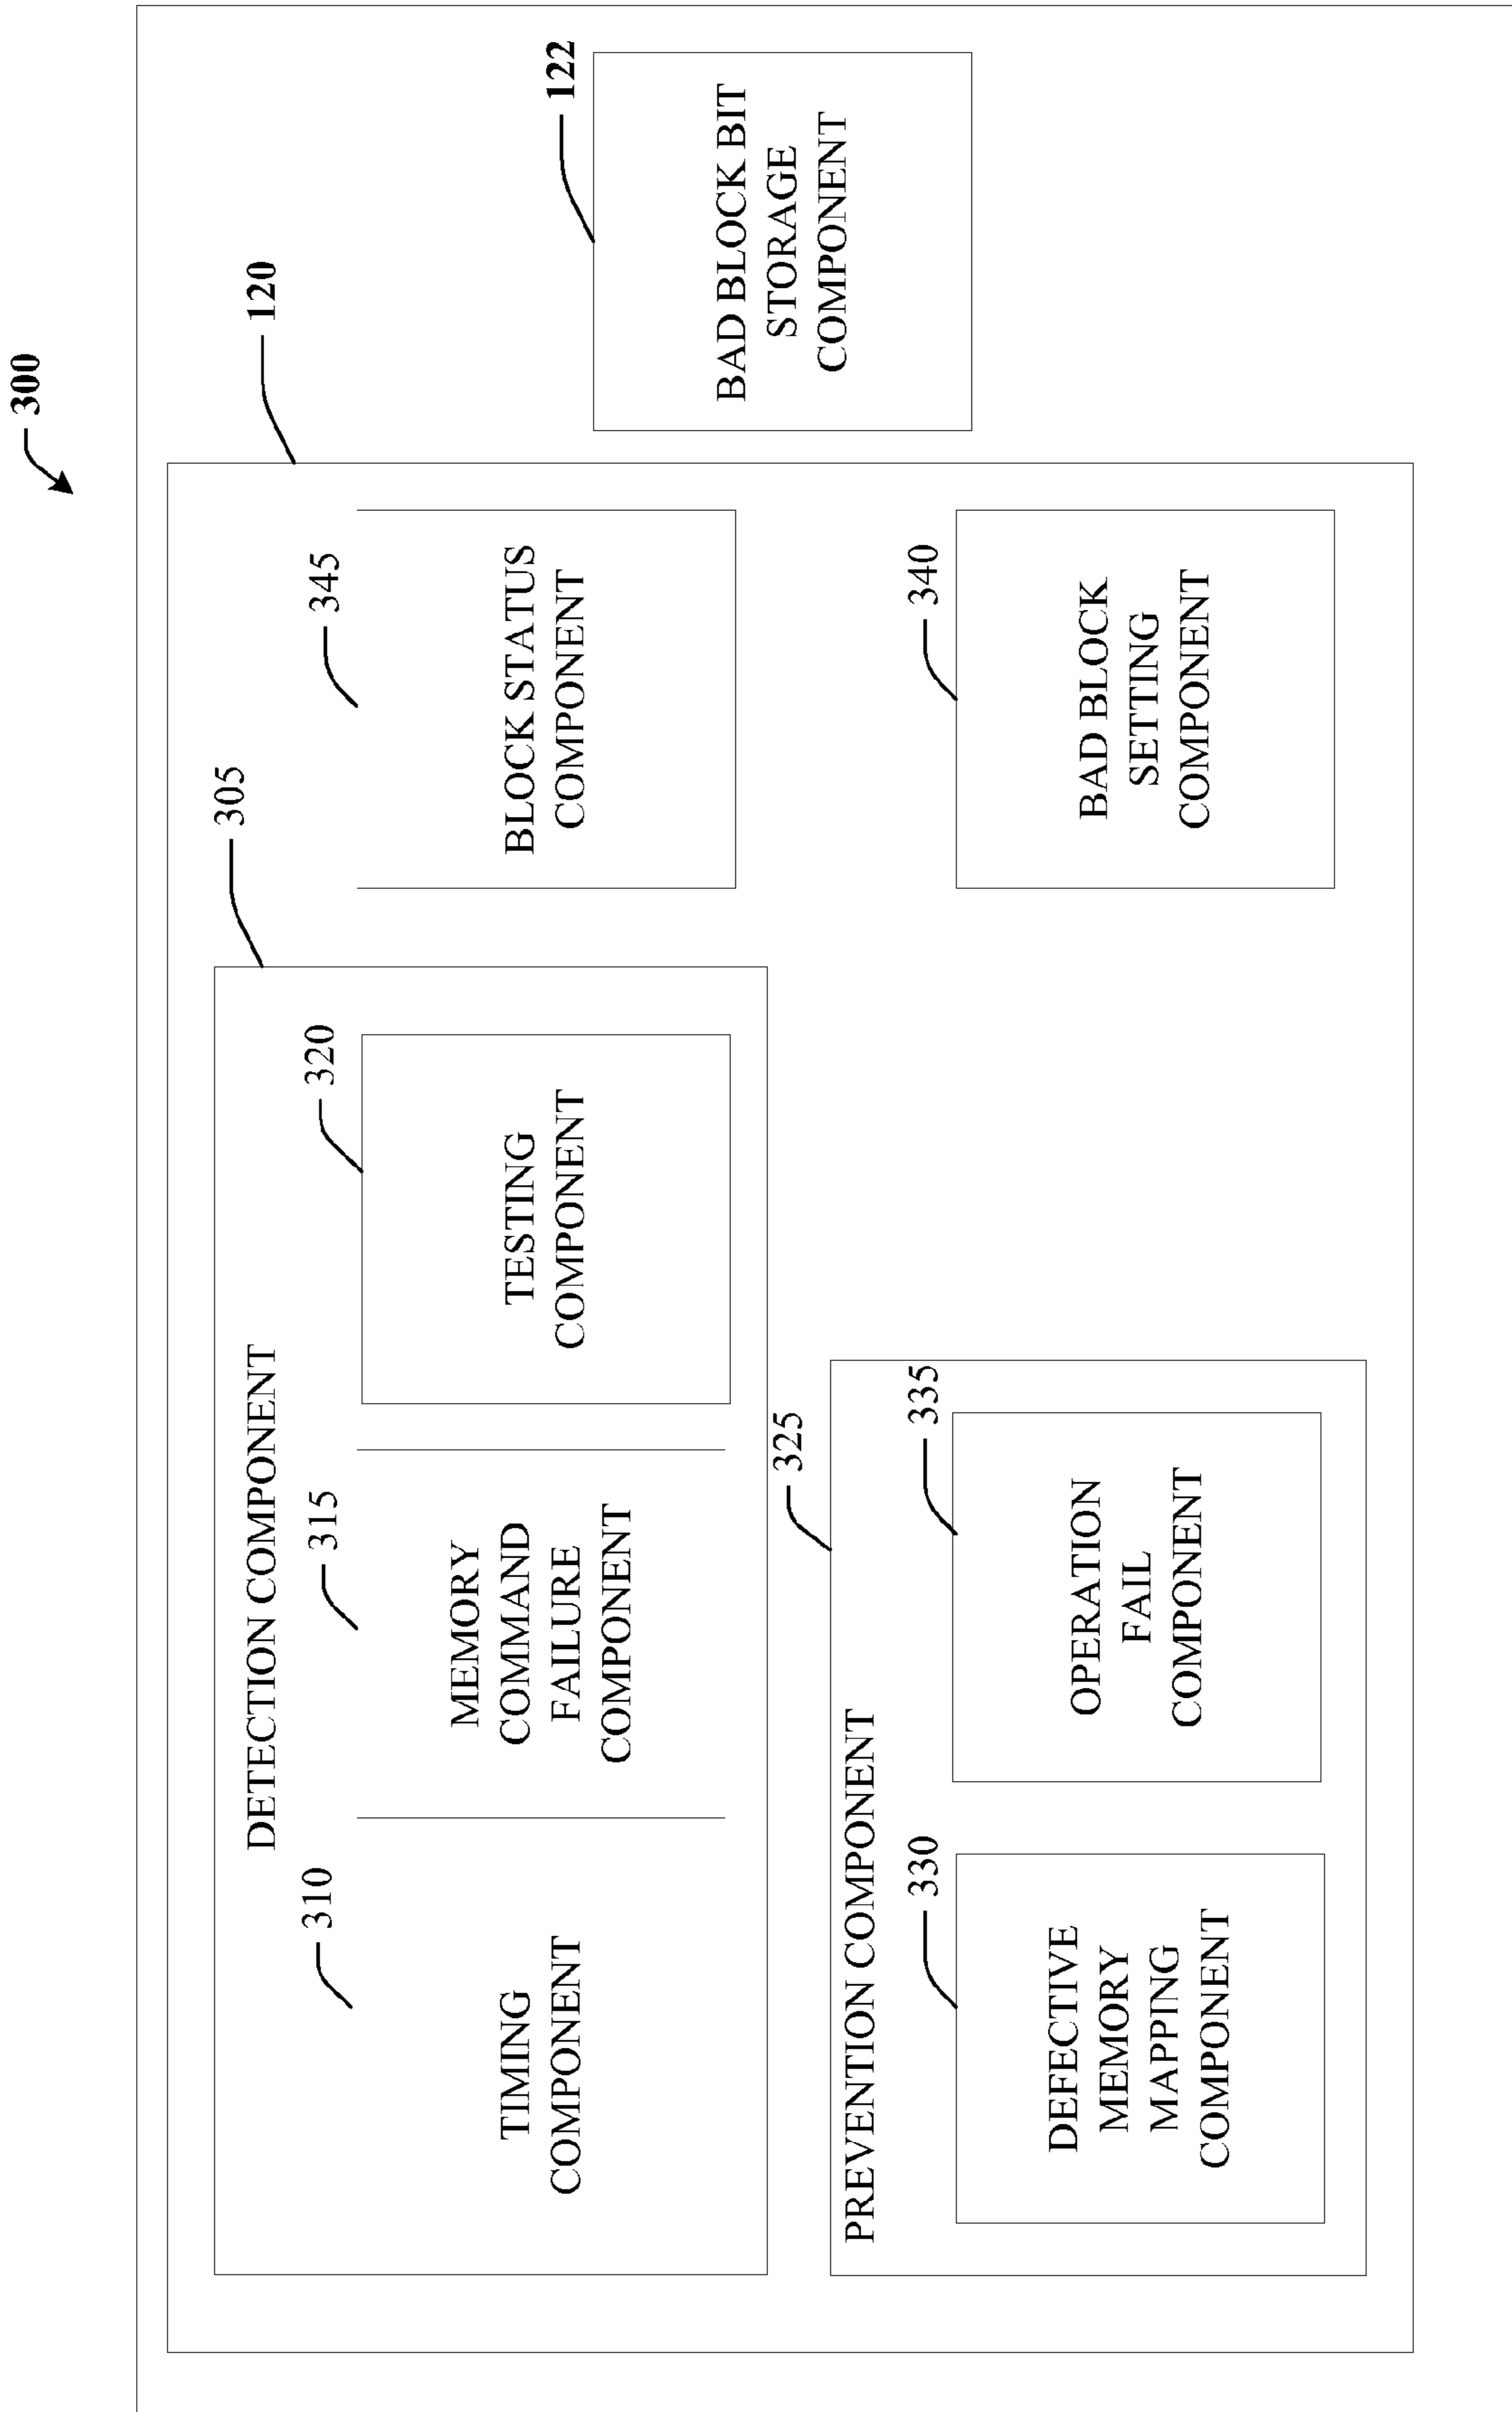 300
120
122
305
DETECTION COMPONENT
310
TIMING
COMPONENT
315
MEMORY
COMMAND
FAILURE
COMPONENT
320
TESTING
COMPONENT
345
BLOCK STATUS
COMPONENT
BAD BLOCK BIT
STORAGE
COMPONENT
325
PREVENTION COMPONENT
330
DEFECTIVE
MEMORY
MAPPING
COMPONENT
335
OPERATION
FAIL
COMPONENT
340
BAD BLOCK
SETTING
COMPONENT